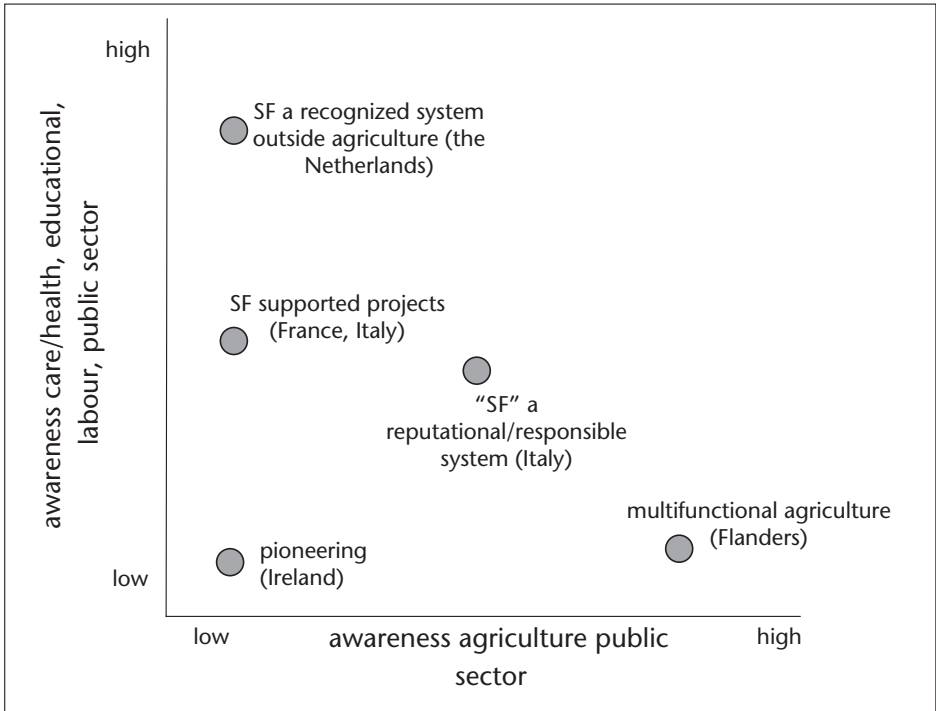 high
SF a recognized system
outside agriculture (the
Netherlands)
awareness care/health, educational,
labour, public sector
SF supported projects
(France, Italy)
“SF” a
reputational/responsible
system (Italy)
multifunctional agriculture
(Flanders)
pioneering
(Ireland)
low
low
awareness agriculture public
sector
high